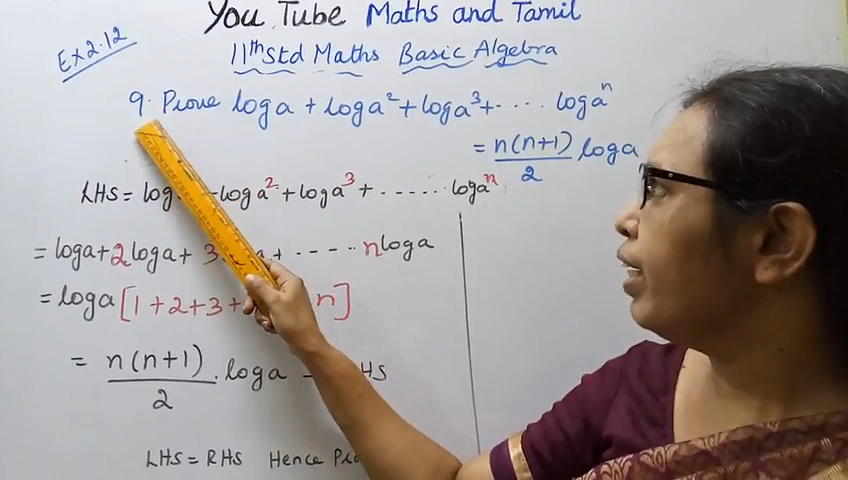 You Tube Maths and Tamil
Ex 2.12
11th Std Maths Basic Algebra
9. Prove log a + log a² + log a³ + .... log aⁿ
= n(n+1)/2 log a
LHS = log + log a² + log a³ + ...... log aⁿ
= log a + 2 log a + 3 a + ..... n log a
= log a [1 + 2 + 3 + n]
= n(n+1)/2 . log a = HS
LHS = RHS Hence